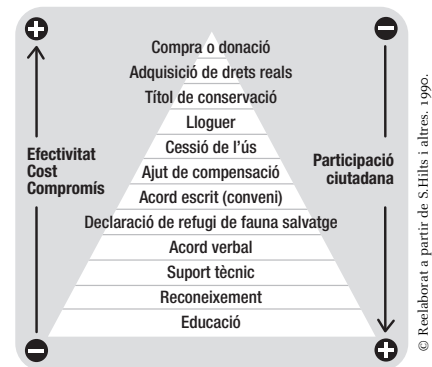 Compra o donació
Adquisició de drets reals
Títol de conservació
Lloguer
Cessió de l'ús
Ajut de compensació
Acord escrit (conveni)
Declaració de refugi de fauna salvatge
Acord verbal
Suport tècnic
Reconeixement
Educació
Efectivitat
Cost
Compromís
Participació
ciutadana
© Reelaborat a partir de S.Hilts i altres. 1990.